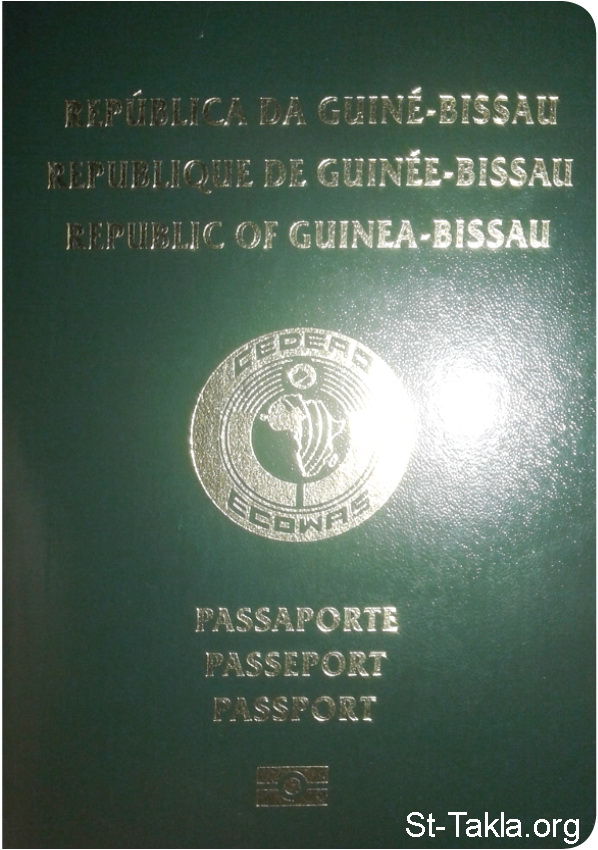 REPÚBLICA DA GUINÉ-BISSAU
REPUBLIQUE DE GUINÉE-BISSAU
REPUBLIC OF GUINEA-BISSAU
CEDEAO
ECOWAS
PASSAPORTE
PASSEPORT
PASSPORT
St-Takla.org